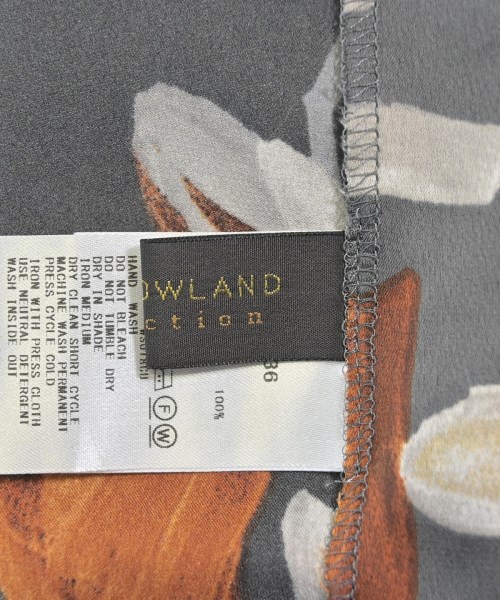 OWLAND
ction
HAND WASH
DO NOT BLEACH
DO NOT TUMBLE DRY
DRY IN SHADE
IRON MEDIUM
DRY CLEAN SHORT CYCLE
MACHINE WASH PERMANENT
PRESS CYCLE COLD
IRON WITH PRESS CLOTH
USE NEUTRAL DETERGENT
WASH INSIDE OUT
F W
100%
36